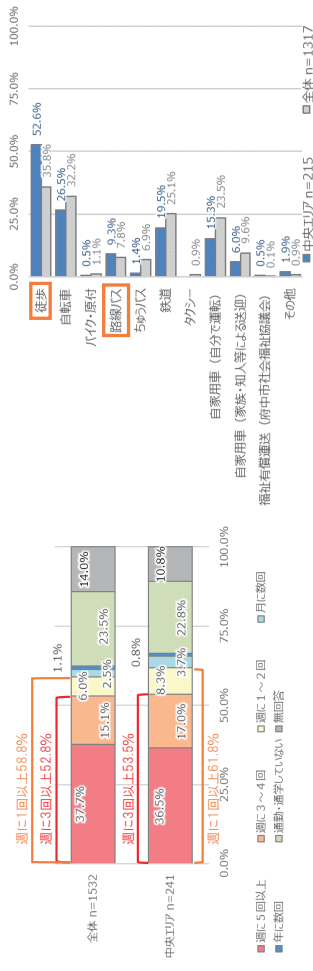 週に1回以上58.8%
週に3回以上52.8%
全体 n=1532
37.7%
15.1%
6.0%
2.5%
1.1%
23.5%
14.0%
週に3回以上53.5%
週に1回以上61.8%
中央エリア n=241
36.5%
17.0%
8.3%
3.7%
0.8%
22.8%
10.8%
0.0%
25.0%
50.0%
75.0%
100.0%
週に5回以上
週に3～4回
週に1～2回
月に数回
年に数回
通勤・通学していない
無回答
100.0%
75.0%
50.0%
25.0%
0.0%
52.6%
35.8%
26.5%
32.2%
0.5%
1.1%
9.3%
7.8%
1.4%
6.9%
19.5%
25.1%
0.9%
15.3%
23.5%
6.0%
9.6%
0.5%
0.1%
1.9%
0.9%
徒歩
自転車
バイク・原付
路線バス
ちゅうバス
鉄道
タクシー
自家用車（自分で運転）
自家用車（家族・知人等による送迎）
福祉有償運送（府中市社会福祉協議会）
その他
中央エリア n=215
全体 n=1317